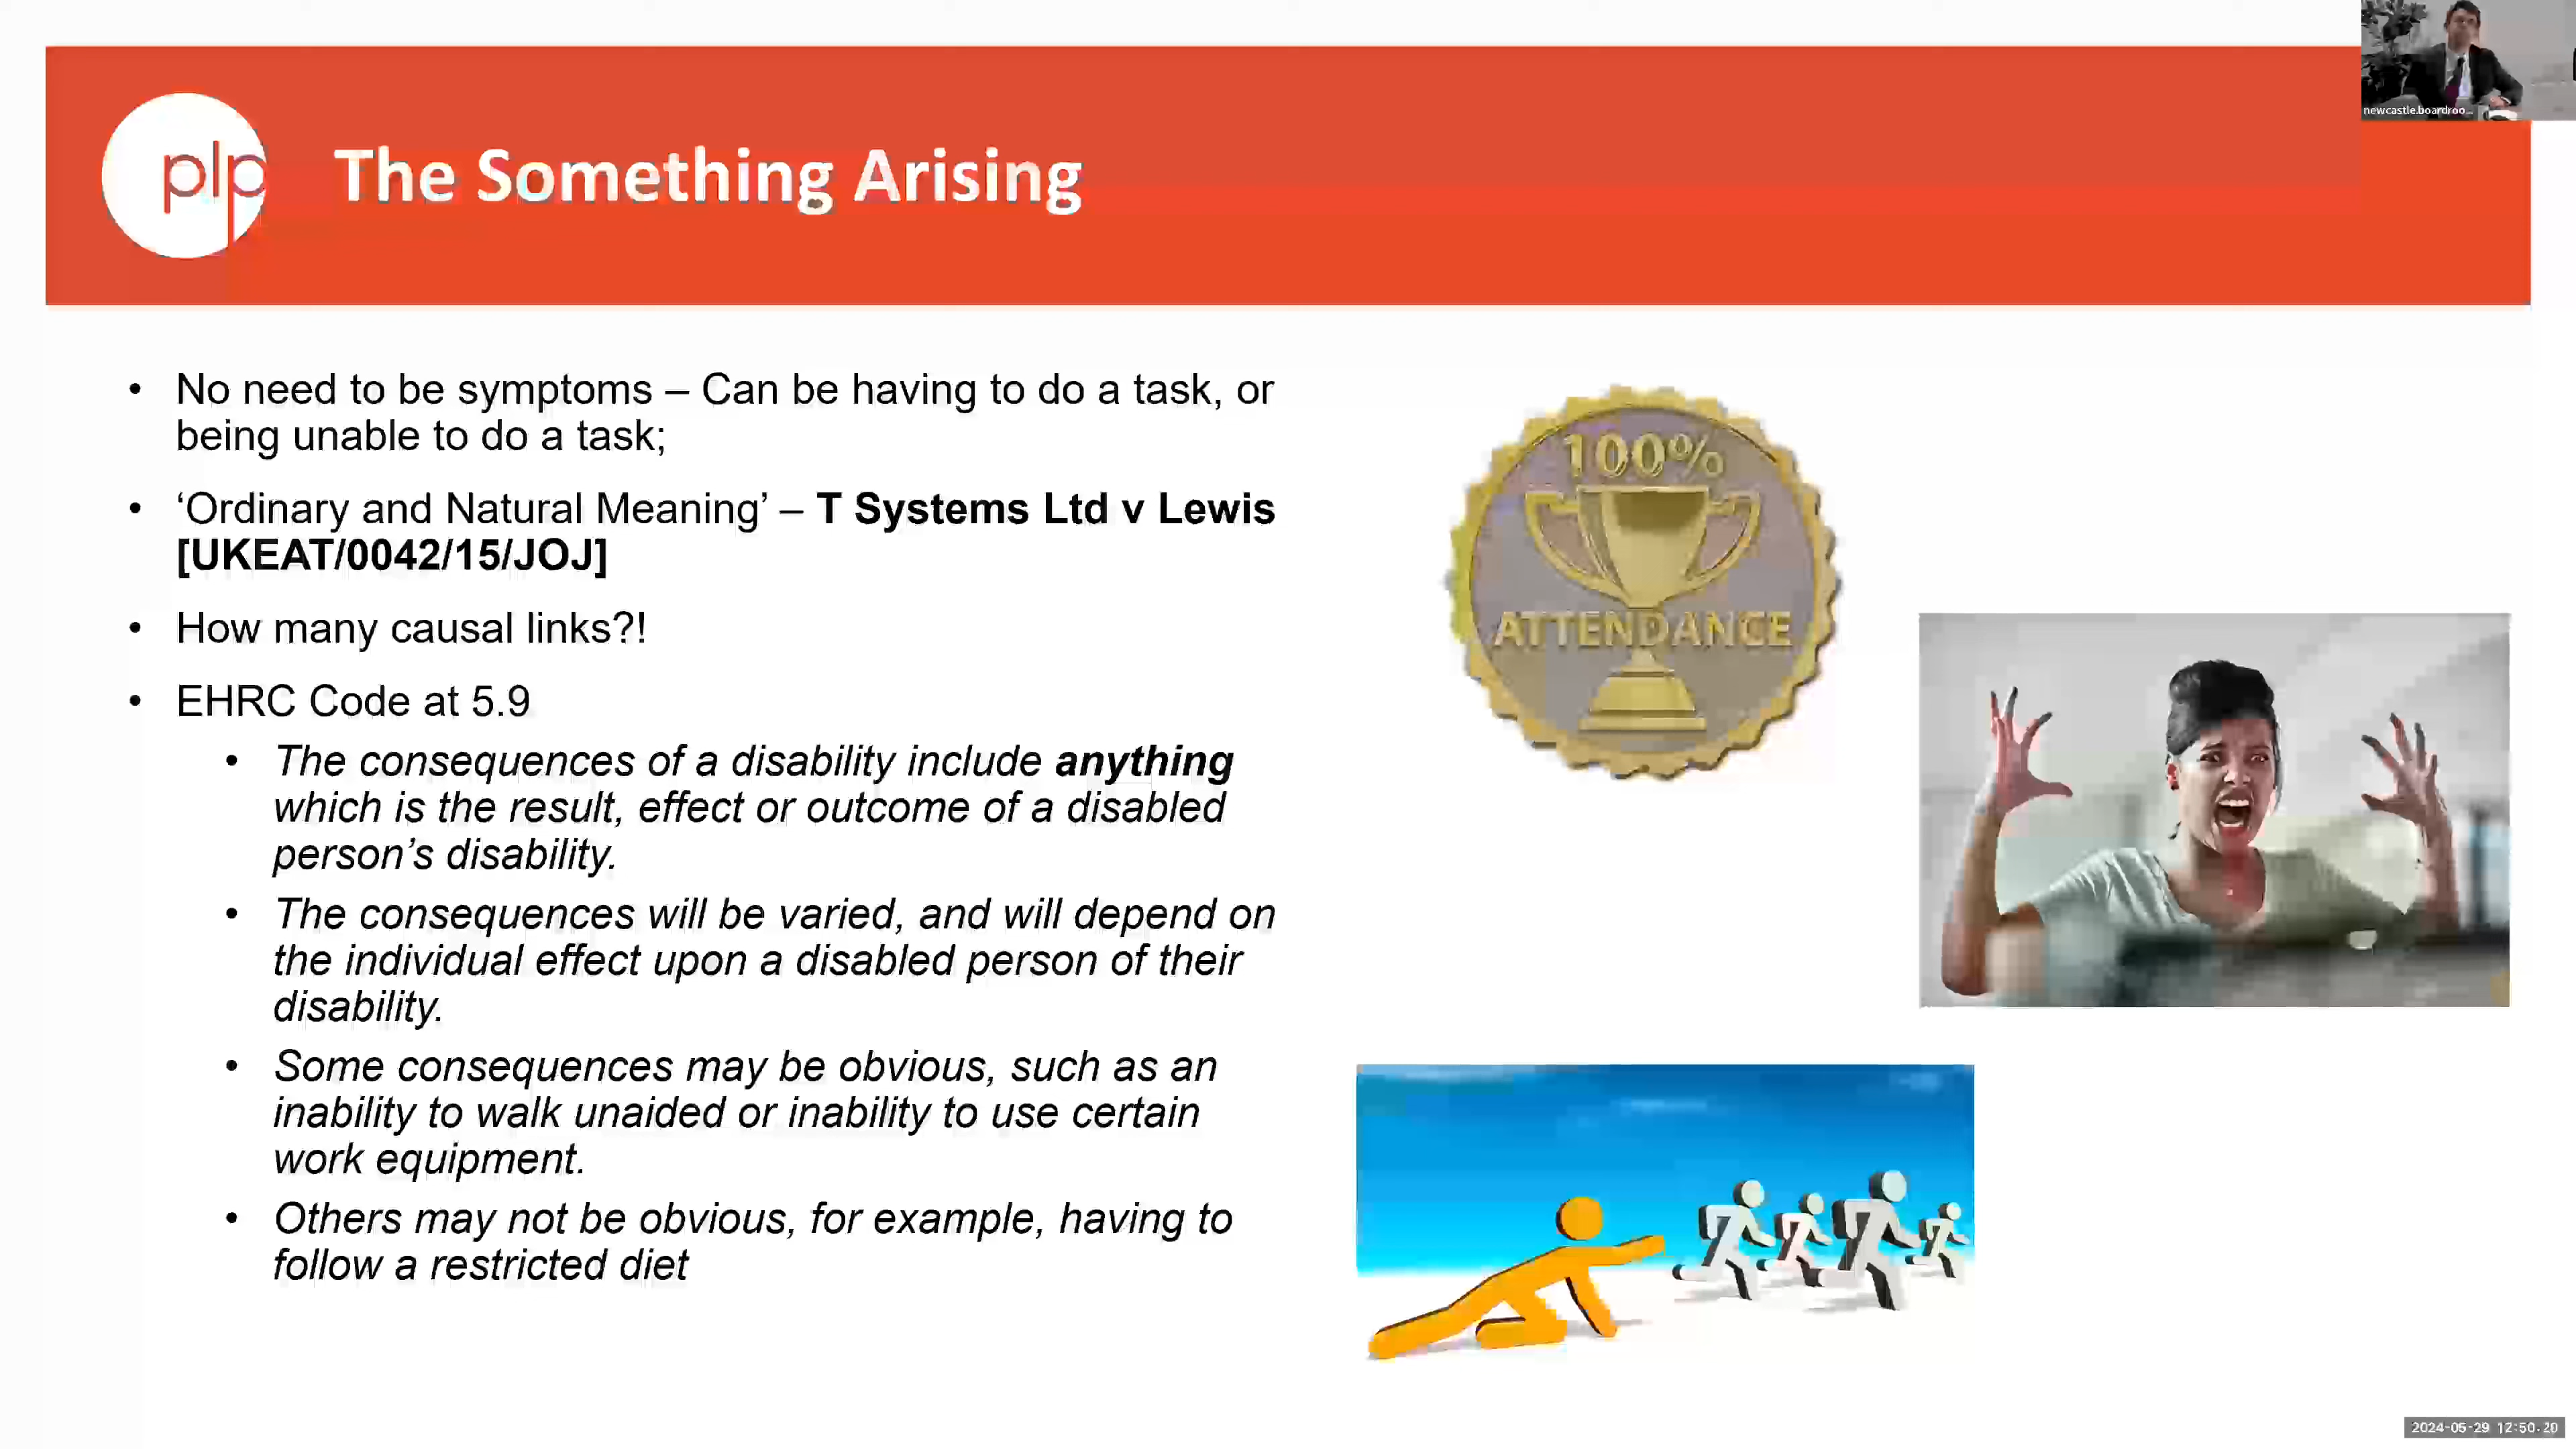 newcastle.boardroo...
plp
The Something Arising
• No need to be symptoms – Can be having to do a task, or
being unable to do a task;
• ‘Ordinary and Natural Meaning’ – T Systems Ltd v Lewis
[UKEAT/0042/15/JOJ]
• How many causal links?!
• EHRC Code at 5.9
• The consequences of a disability include anything
which is the result, effect or outcome of a disabled
person’s disability.
• The consequences will be varied, and will depend on
the individual effect upon a disabled person of their
disability.
• Some consequences may be obvious, such as an
inability to walk unaided or inability to use certain
work equipment.
• Others may not be obvious, for example, having to
follow a restricted diet
100%
ATTENDANCE
2024-05-29 12:50:20